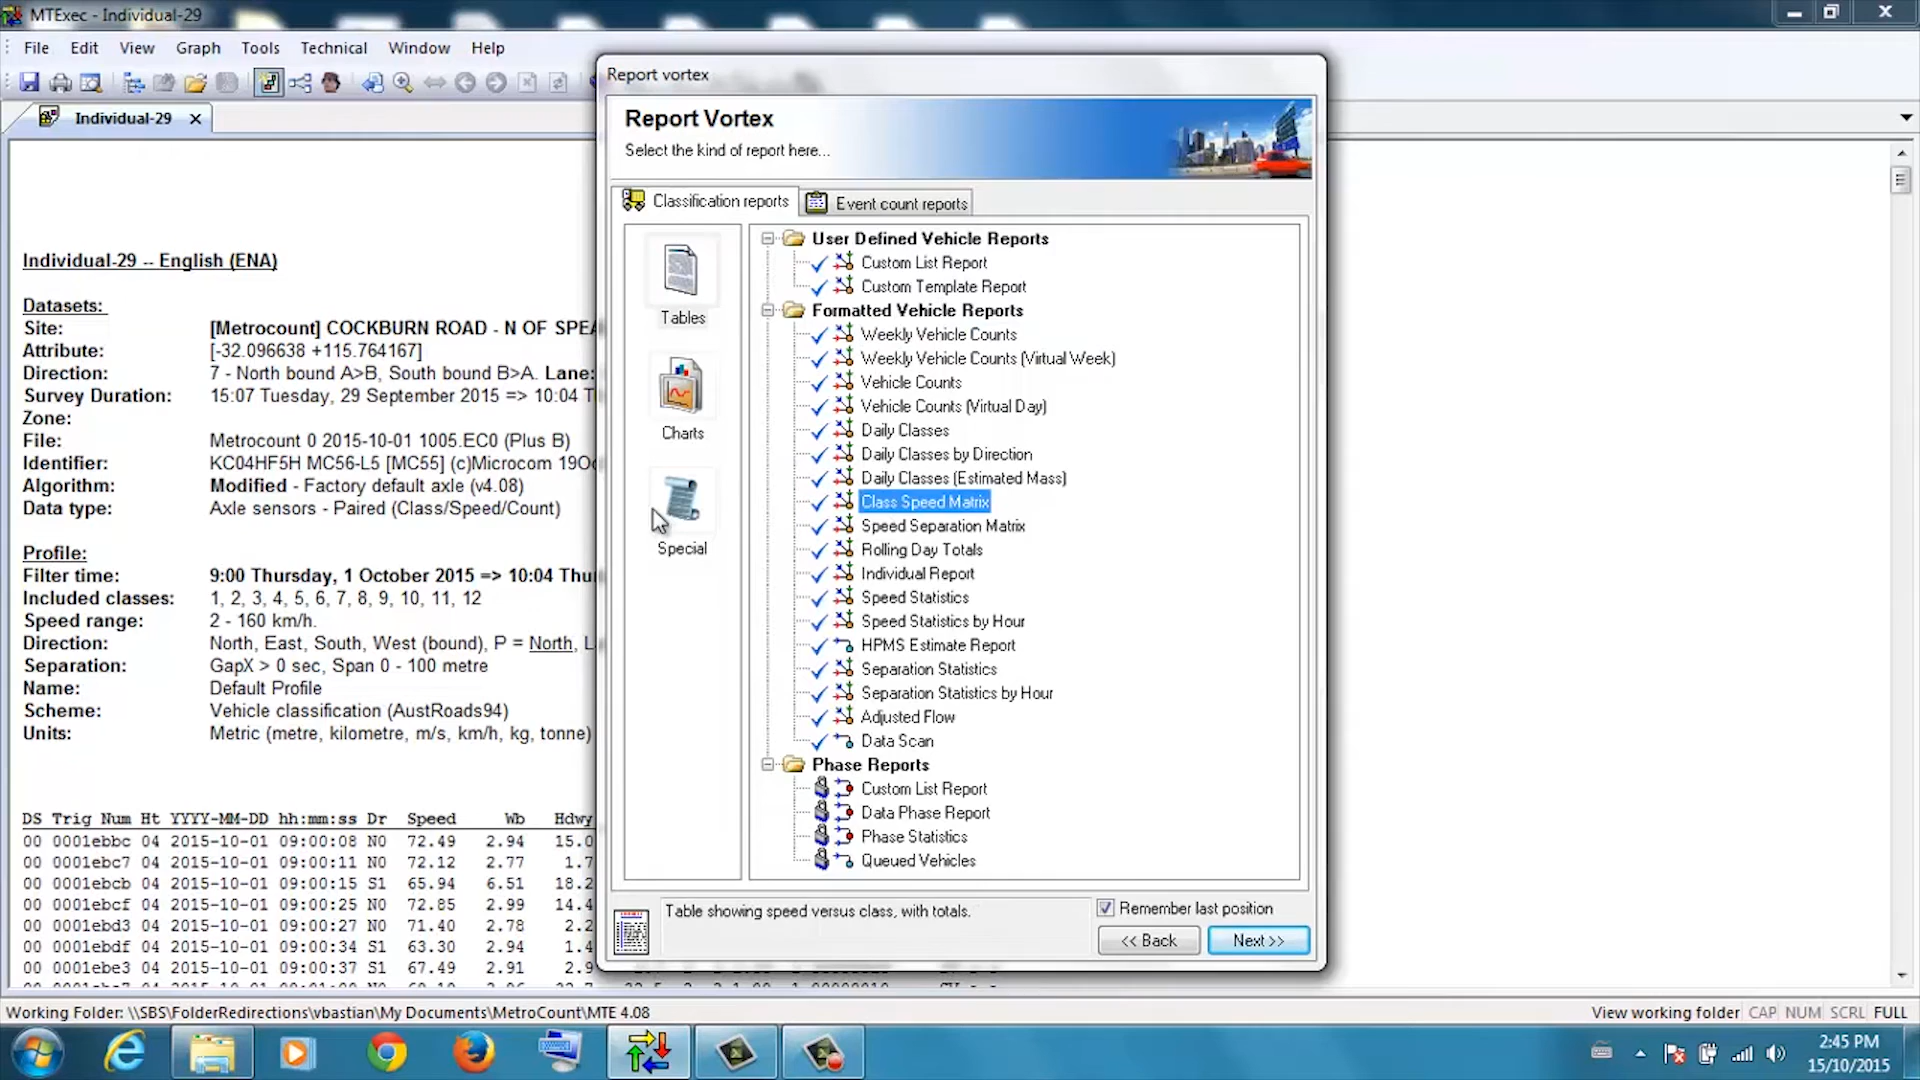 MTExec - Individual-29
File Edit View Graph Tools Technical Window Help
Individual-29
Individual-29 -- English (ENA)
Datasets:
Site: [Metrocount] COCKBURN ROAD - N OF SPEA
Attribute: [-32.096638 +115.764167]
Direction: 7 - North bound A>B, South bound B>A. Lane:
Survey Duration: 15:07 Tuesday, 29 September 2015 => 10:04 T
Zone:
File: Metrocount 0 2015-10-01 1005.EC0 (Plus B)
Identifier: KC04HF5H MC56-L5 [MC55] (c)Microcom 19Oc
Algorithm: Modified - Factory default axle (v4.08)
Data type: Axle sensors - Paired (Class/Speed/Count)
Profile:
Filter time: 9:00 Thursday, 1 October 2015 => 10:04 Thu
Included classes: 1, 2, 3, 4, 5, 6, 7, 8, 9, 10, 11, 12
Speed range: 2 - 160 km/h.
Direction: North, East, South, West (bound), P = North, L
Separation: GapX > 0 sec, Span 0 - 100 metre
Name: Default Profile
Scheme: Vehicle classification (AustRoads94)
Units: Metric (metre, kilometre, m/s, km/h, kg, tonne)
DS Trig Num Ht YYYY-MM-DD hh:mm:ss Dr Speed Wb Hdwy
00 0001ebbc 04 2015-10-01 09:00:08 N0 72.49 2.94 15.0
00 0001ebc7 04 2015-10-01 09:00:11 N0 72.12 2.77 1.7
00 0001ebcb 04 2015-10-01 09:00:15 S1 65.94 6.51 18.2
00 0001ebcf 04 2015-10-01 09:00:25 N0 72.85 2.99 14.4
00 0001ebd3 04 2015-10-01 09:00:27 N0 71.40 2.78 2.2
00 0001ebdf 04 2015-10-01 09:00:34 S1 63.30 2.94 1.4
00 0001ebe3 04 2015-10-01 09:00:37 S1 67.49 2.91 2.9
Report vortex
Report Vortex
Select the kind of report here...
Classification reports
Event count reports
Tables
Charts
Special
User Defined Vehicle Reports
Custom List Report
Custom Template Report
Formatted Vehicle Reports
Weekly Vehicle Counts
Weekly Vehicle Counts (Virtual Week)
Vehicle Counts
Vehicle Counts (Virtual Day)
Daily Classes
Daily Classes by Direction
Daily Classes (Estimated Mass)
Class Speed Matrix
Speed Separation Matrix
Rolling Day Totals
Individual Report
Speed Statistics
Speed Statistics by Hour
HPMS Estimate Report
Separation Statistics
Separation Statistics by Hour
Adjusted Flow
Data Scan
Phase Reports
Custom List Report
Data Phase Report
Phase Statistics
Queued Vehicles
Table showing speed versus class, with totals.
Remember last position
<< Back
Next >>
Working Folder: \\SBS\FolderRedirections\vbastian\My Documents\MetroCount\MTE 4.08
View working folder CAP NUM SCRL FULL
2:45 PM
15/10/2015